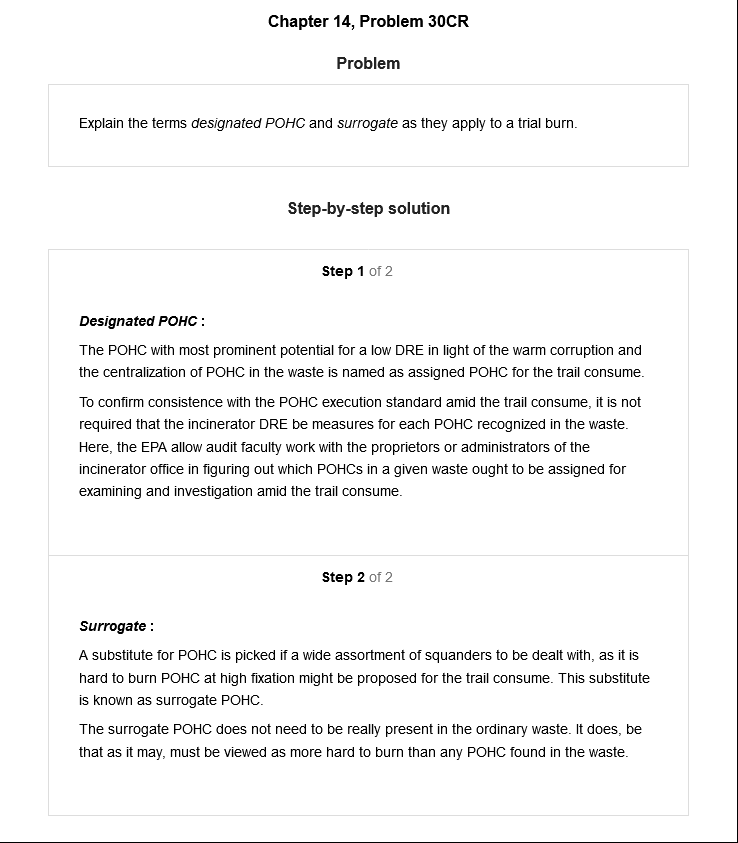 Chapter 14, Problem 30CR
Problem
Explain the terms designated POHC and surrogate as they apply to a trial burn.
Step-by-step solution
Step 1 of 2
Designated POHC :
The POHC with most prominent potential for a low DRE in light of the warm corruption and
the centralization of POHC in the waste is named as assigned POHC for the trail consume.
To confirm consistence with the POHC execution standard amid the trail consume, it is not
required that the incinerator DRE be measures for each POHC recognized in the waste.
Here, the EPA allow audit faculty work with the proprietors or administrators of the
incinerator office in figuring out which POHCs in a given waste ought to be assigned for
examining and investigation amid the trail consume.
Step 2 of 2
Surrogate :
A substitute for POHC is picked if a wide assortment of squanders to be dealt with, as it is
hard to burn POHC at high fixation might be proposed for the trail consume. This substitute
is known as surrogate POHC.
The surrogate POHC does not need to be really present in the ordinary waste. It does, be
that as it may, must be viewed as more hard to burn than any POHC found in the waste.